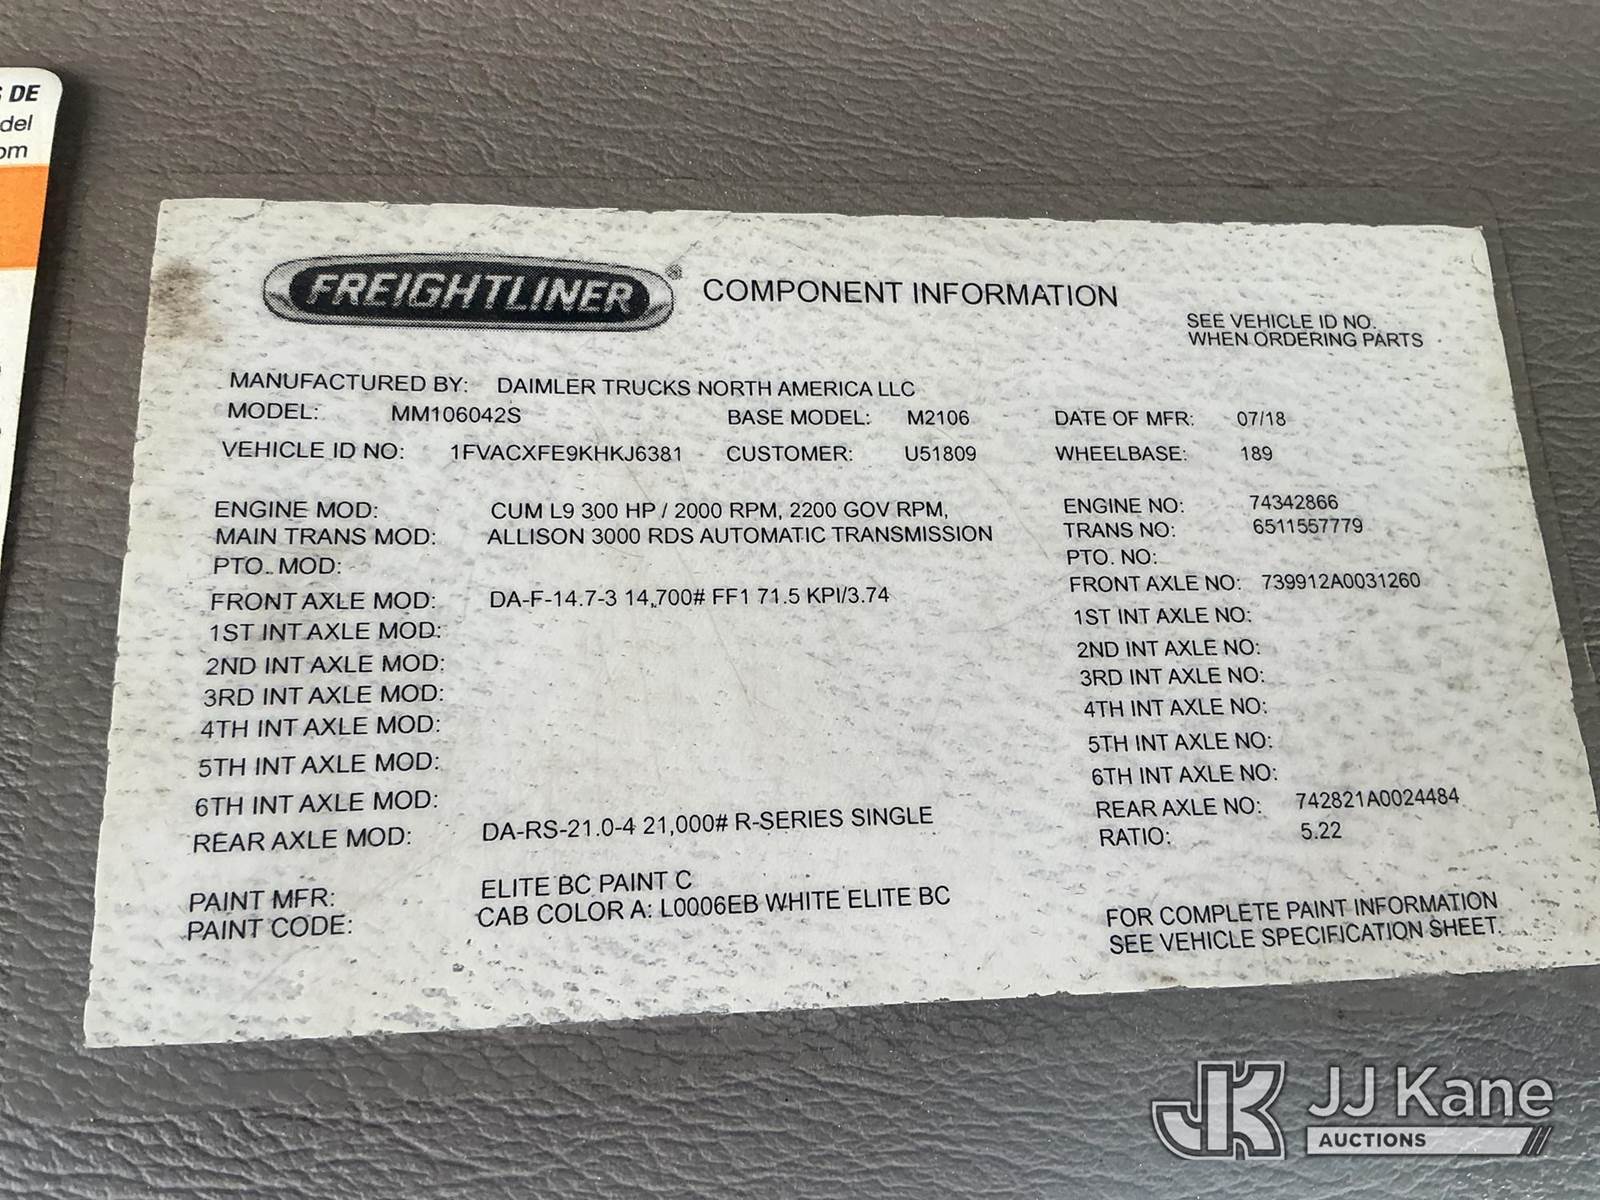 S DE
del
om
FREIGHTLINER® COMPONENT INFORMATION
SEE VEHICLE ID NO.
WHEN ORDERING PARTS
MANUFACTURED BY: DAIMLER TRUCKS NORTH AMERICA LLC
MODEL: MM106042S BASE MODEL: M2106 DATE OF MFR: 07/18
VEHICLE ID NO: 1FVACXFE9KHKJ6381 CUSTOMER: U51809 WHEELBASE: 189
ENGINE MOD: CUM L9 300 HP / 2000 RPM, 2200 GOV RPM, ENGINE NO: 74342866
MAIN TRANS MOD: ALLISON 3000 RDS AUTOMATIC TRANSMISSION TRANS NO: 6511557779
PTO. MOD: PTO. NO:
FRONT AXLE MOD: DA-F-14.7-3 14,700# FF1 71.5 KPI/3.74 FRONT AXLE NO: 739912A0031260
1ST INT AXLE MOD: 1ST INT AXLE NO:
2ND INT AXLE MOD: 2ND INT AXLE NO:
3RD INT AXLE MOD: 3RD INT AXLE NO:
4TH INT AXLE MOD: 4TH INT AXLE NO:
5TH INT AXLE MOD: 5TH INT AXLE NO:
6TH INT AXLE MOD: 6TH INT AXLE NO:
REAR AXLE MOD: DA-RS-21.0-4 21,000# R-SERIES SINGLE REAR AXLE NO: 742821A0024484
RATIO: 5.22
PAINT MFR: ELITE BC PAINT C
PAINT CODE: CAB COLOR A: L0006EB WHITE ELITE BC
FOR COMPLETE PAINT INFORMATION
SEE VEHICLE SPECIFICATION SHEET.
JK JJ Kane
AUCTIONS